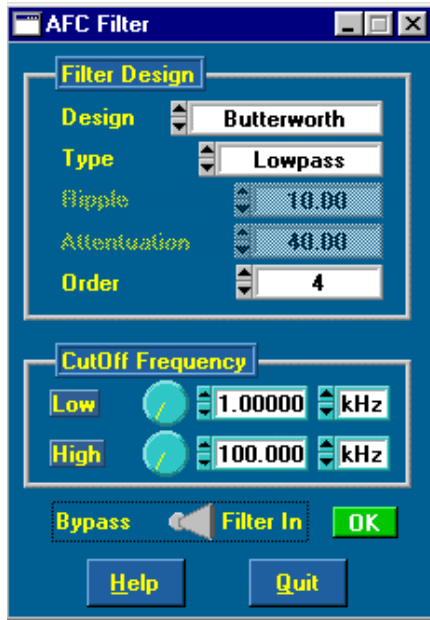 AFC Filter
Filter Design
Design Butterworth
Type Lowpass
Ripple 10.00
Attentuation 40.00
Order 4
CutOff Frequency
Low 1.00000 kHz
High 100.000 kHz
Bypass Filter In OK
Help Quit